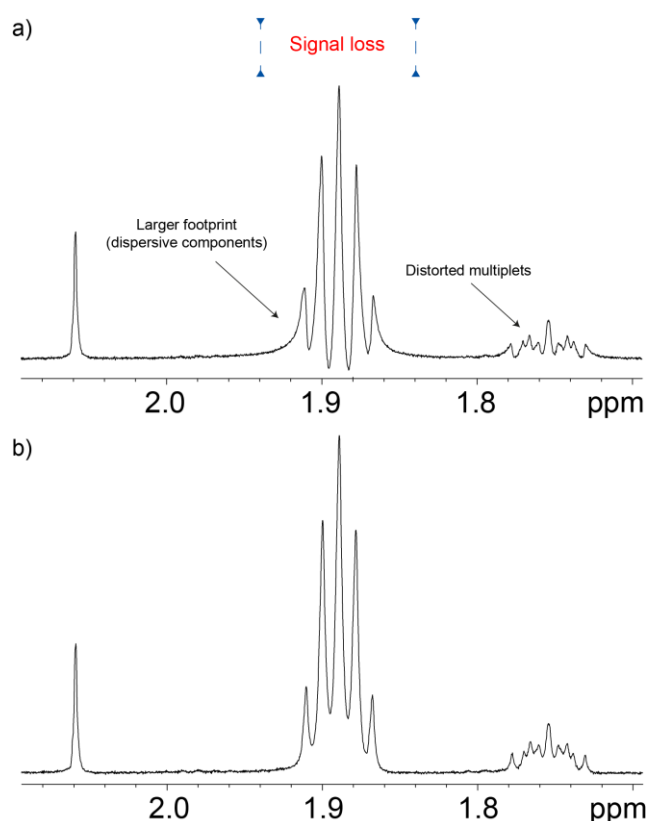 a)
Signal loss
Larger footprint
(dispersive components)
Distorted multiplets
2.0 1.9 1.8 ppm
b)
2.0 1.9 1.8 ppm